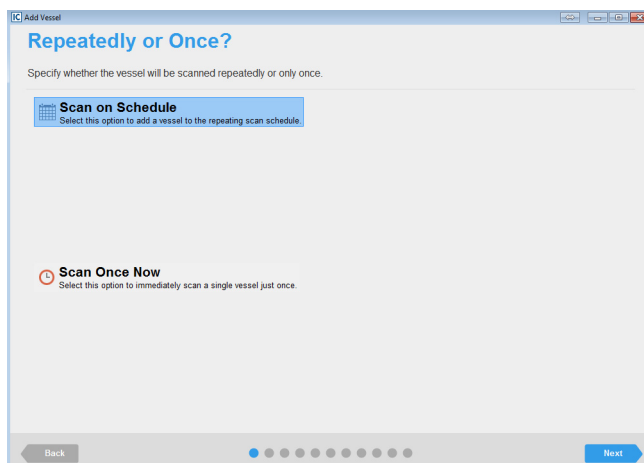 IC Add Vessel
Repeatedly or Once?
Specify whether the vessel will be scanned repeatedly or only once.
Scan on Schedule
Select this option to add a vessel to the repeating scan schedule.
Scan Once Now
Select this option to immediately scan a single vessel just once.
Back
Next